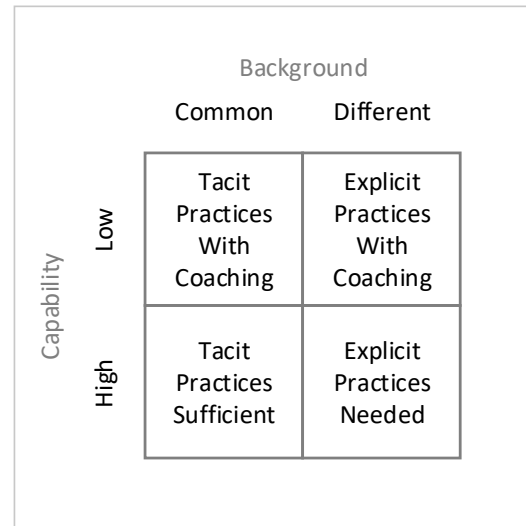 Background
Common Different
Capability
Low
Tacit
Practices
With
Coaching
Explicit
Practices
With
Coaching
High
Tacit
Practices
Sufficient
Explicit
Practices
Needed